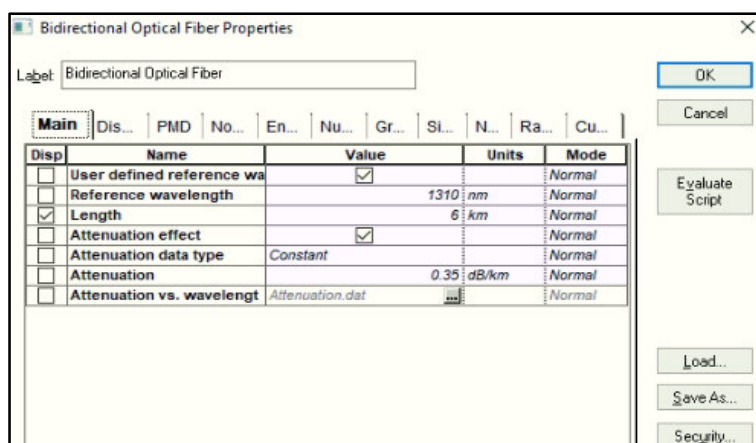 Bidirectional Optical Fiber Properties
Label: Bidirectional Optical Fiber
OK
Cancel
Evaluate Script
Main Dis... PMD No... En... Nu... Gr... Si... N... Ra... Cu...
Disp Name Value Units Mode
User defined reference wa Normal
Reference wavelength 1310 nm Normal
Length 6 km Normal
Attenuation effect Normal
Attenuation data type Constant Normal
Attenuation 0.35 dB/km Normal
Attenuation vs. wavelengt Attenuation.dat ... Normal
Load...
Save As...
Security...